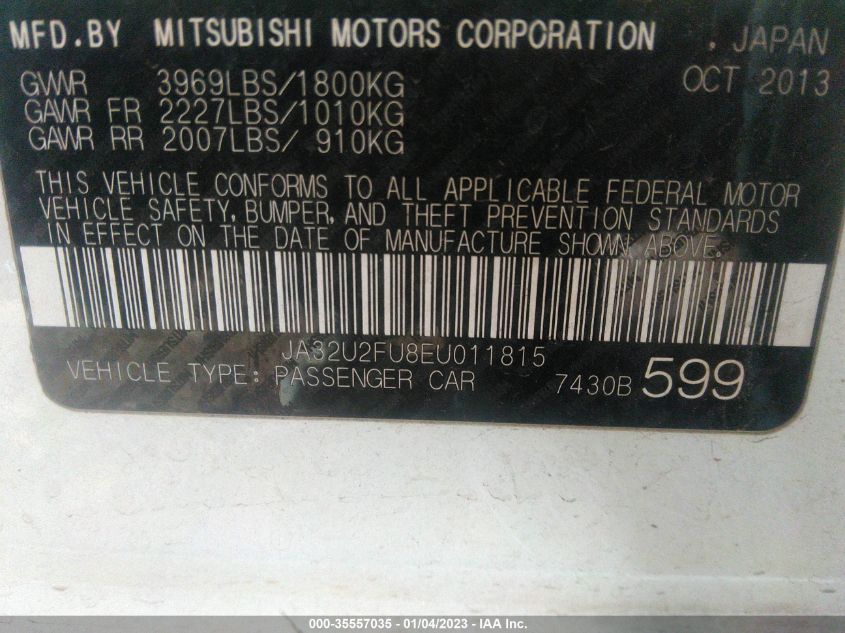 MFD.BY MITSUBISHI MOTORS CORPORATION . JAPAN
GVWR 3969LBS/1800KG OCT 2013
GAWR FR 2227LBS/1010KG
GAWR RR 2007LBS/ 910KG
THIS VEHICLE CONFORMS TO ALL APPLICABLE FEDERAL MOTOR
VEHICLE SAFETY, BUMPER, AND THEFT PREVENTION STANDARDS
IN EFFECT ON THE DATE OF MANUFACTURE SHOWN ABOVE.
JA32U2FU8EU011815
VEHICLE TYPE: PASSENGER CAR 7430B 599
000-35557035 - 01/04/2023 - IAA Inc.